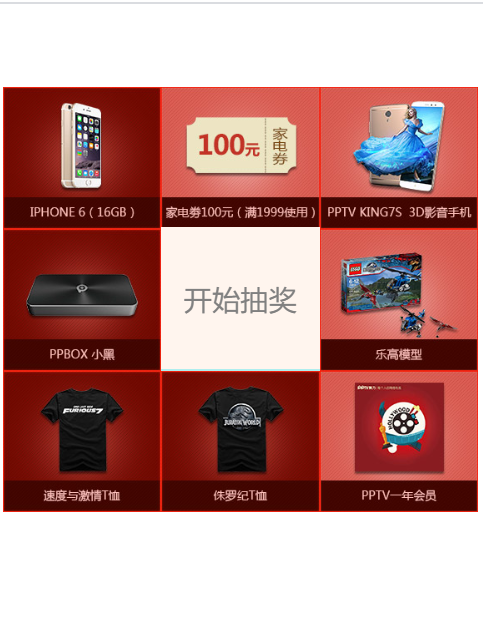 100元
家电券
IPHONE 6（16GB）
家电劵100元（满1999使用）
PPTV KING7S 3D影音手机
开始抽奖
PPBOX 小黑
乐高模型
FURIOUS7
JURASSIC WORLD
HOLLYWOOD
速度与激情T恤
侏罗纪T恤
PPTV一年会员